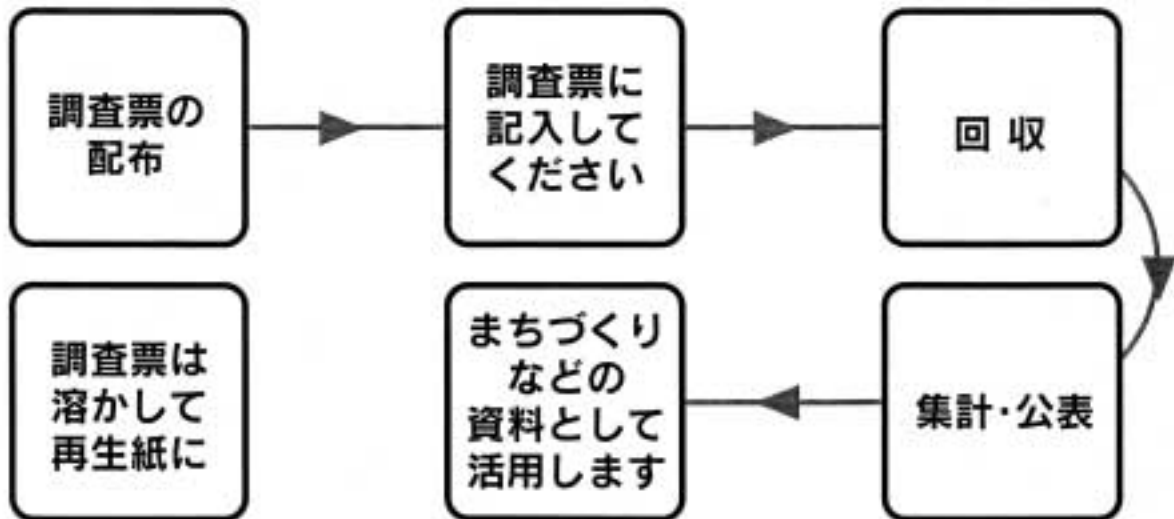 調査票の
配布
調査票に
記入して
ください
回収
集計・公表
まちづくり
などの
資料として
活用します
調査票は
溶かして
再生紙に